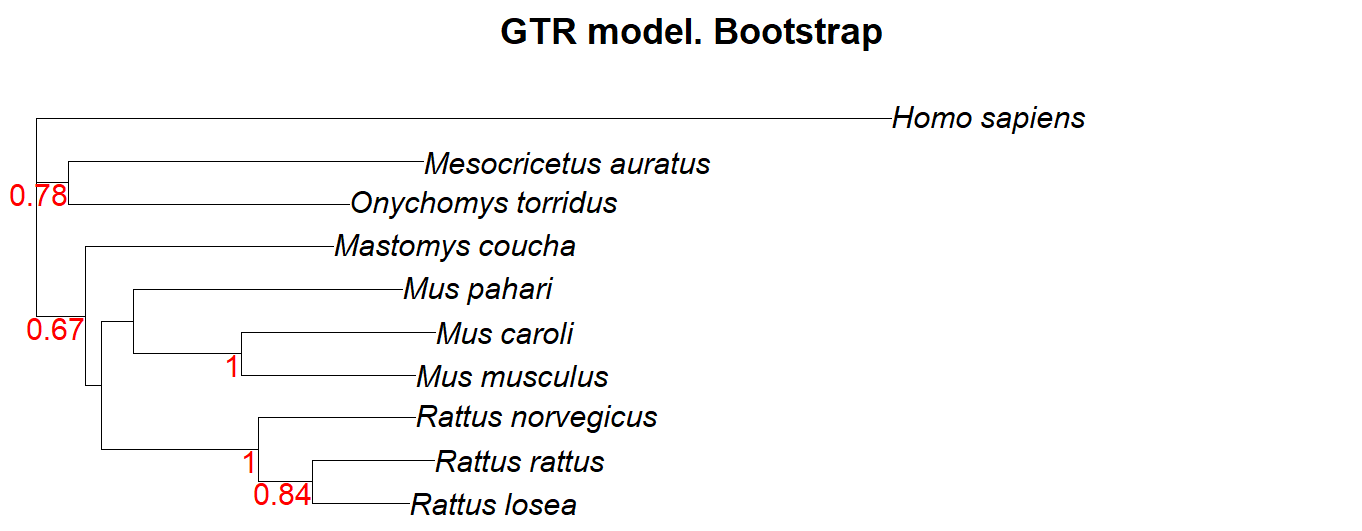 GTR model. Bootstrap
Homo sapiens
Mesocricetus auratus
0.78
Onychomys torridus
Mastomys coucha
Mus pahari
0.67
Mus caroli
1
Mus musculus
Rattus norvegicus
1
Rattus rattus
0.84
Rattus losea